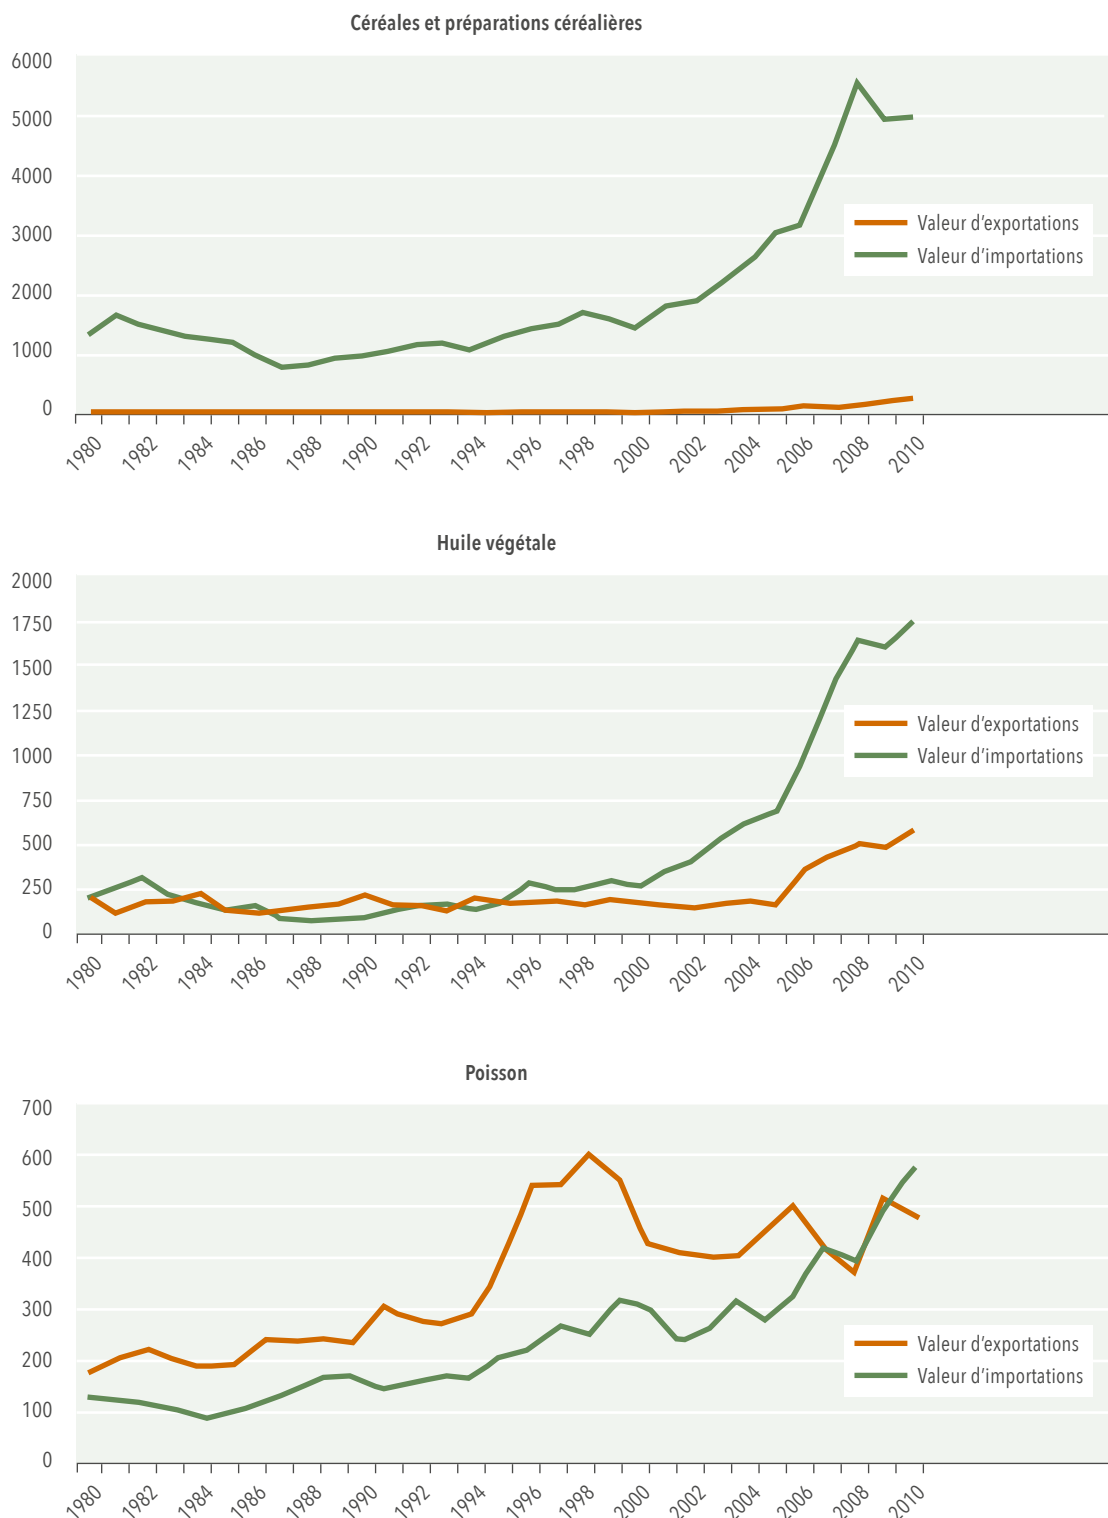 Céréales et préparations céréalières
6000
5000
4000
3000
2000
1000
0
Valeur d’exportations
Valeur d’importations
1980 1982 1984 1986 1988 1990 1992 1994 1996 1998 2000 2002 2004 2006 2008 2010
Huile végétale
2000
1750
1500
1250
1000
750
500
250
0
Valeur d’exportations
Valeur d’importations
1980 1982 1984 1986 1988 1990 1992 1994 1996 1998 2000 2002 2004 2006 2008 2010
Poisson
700
600
500
400
300
200
100
0
Valeur d’exportations
Valeur d’importations
1980 1982 1984 1986 1988 1990 1992 1994 1996 1998 2000 2002 2004 2006 2008 2010